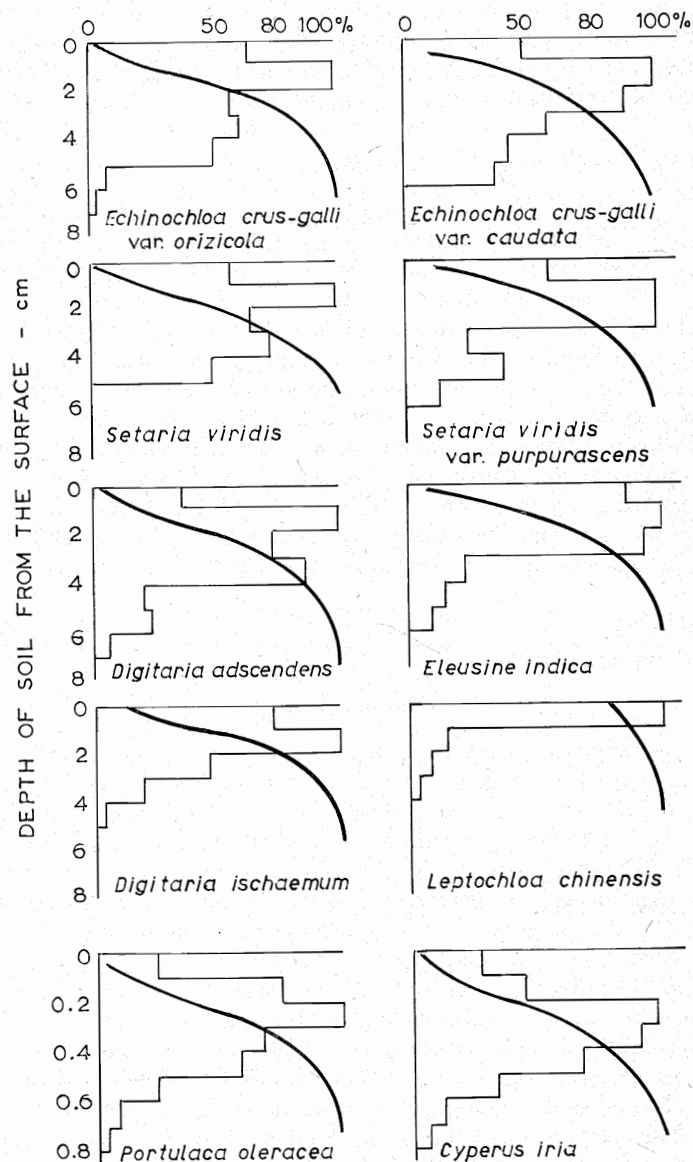 0 50 80 100% 0 50 80 100%
0
2
4
6
8
Echinochloa crus-galli
var. orizicola
Echinochloa crus-galli
var. caudata
DEPTH OF SOIL FROM THE SURFACE - cm
0
2
4
6
8
Setaria viridis
Setaria viridis
var. purpurascens
0
2
4
6
8
Digitaria adscendens
Eleusine indica
0
2
4
6
8
Digitaria ischaemum
Leptochloa chinensis
0
0.2
0.4
0.6
0.8
Portulaca oleracea
Cyperus iria